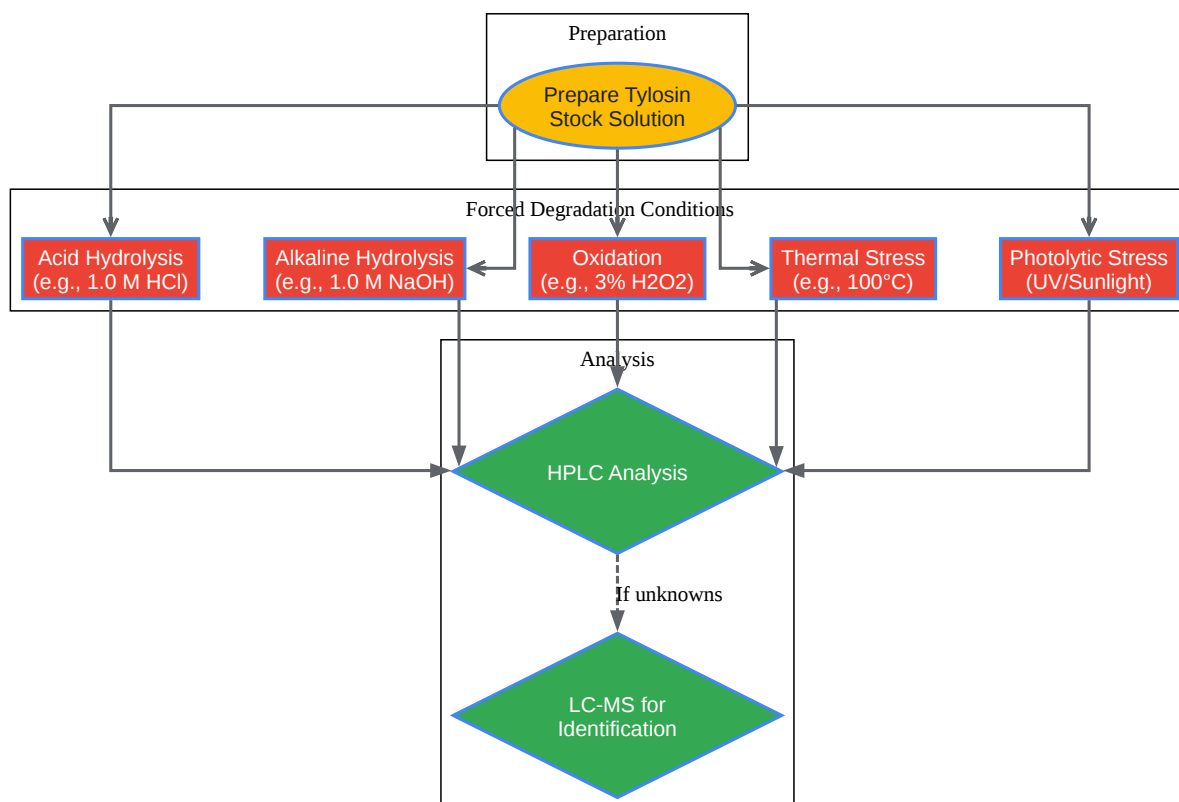 Preparation
Prepare Tylosin
Stock Solution
Forced Degradation Conditions
Acid Hydrolysis
(e.g., 1.0 M HCl)
Alkaline Hydrolysis
(e.g., 1.0 M NaOH)
Oxidation
(e.g., 3% H2O2)
Thermal Stress
(e.g., 100°C)
Photolytic Stress
(UV/Sunlight)
Analysis
HPLC Analysis
If unknowns
LC-MS for
Identification